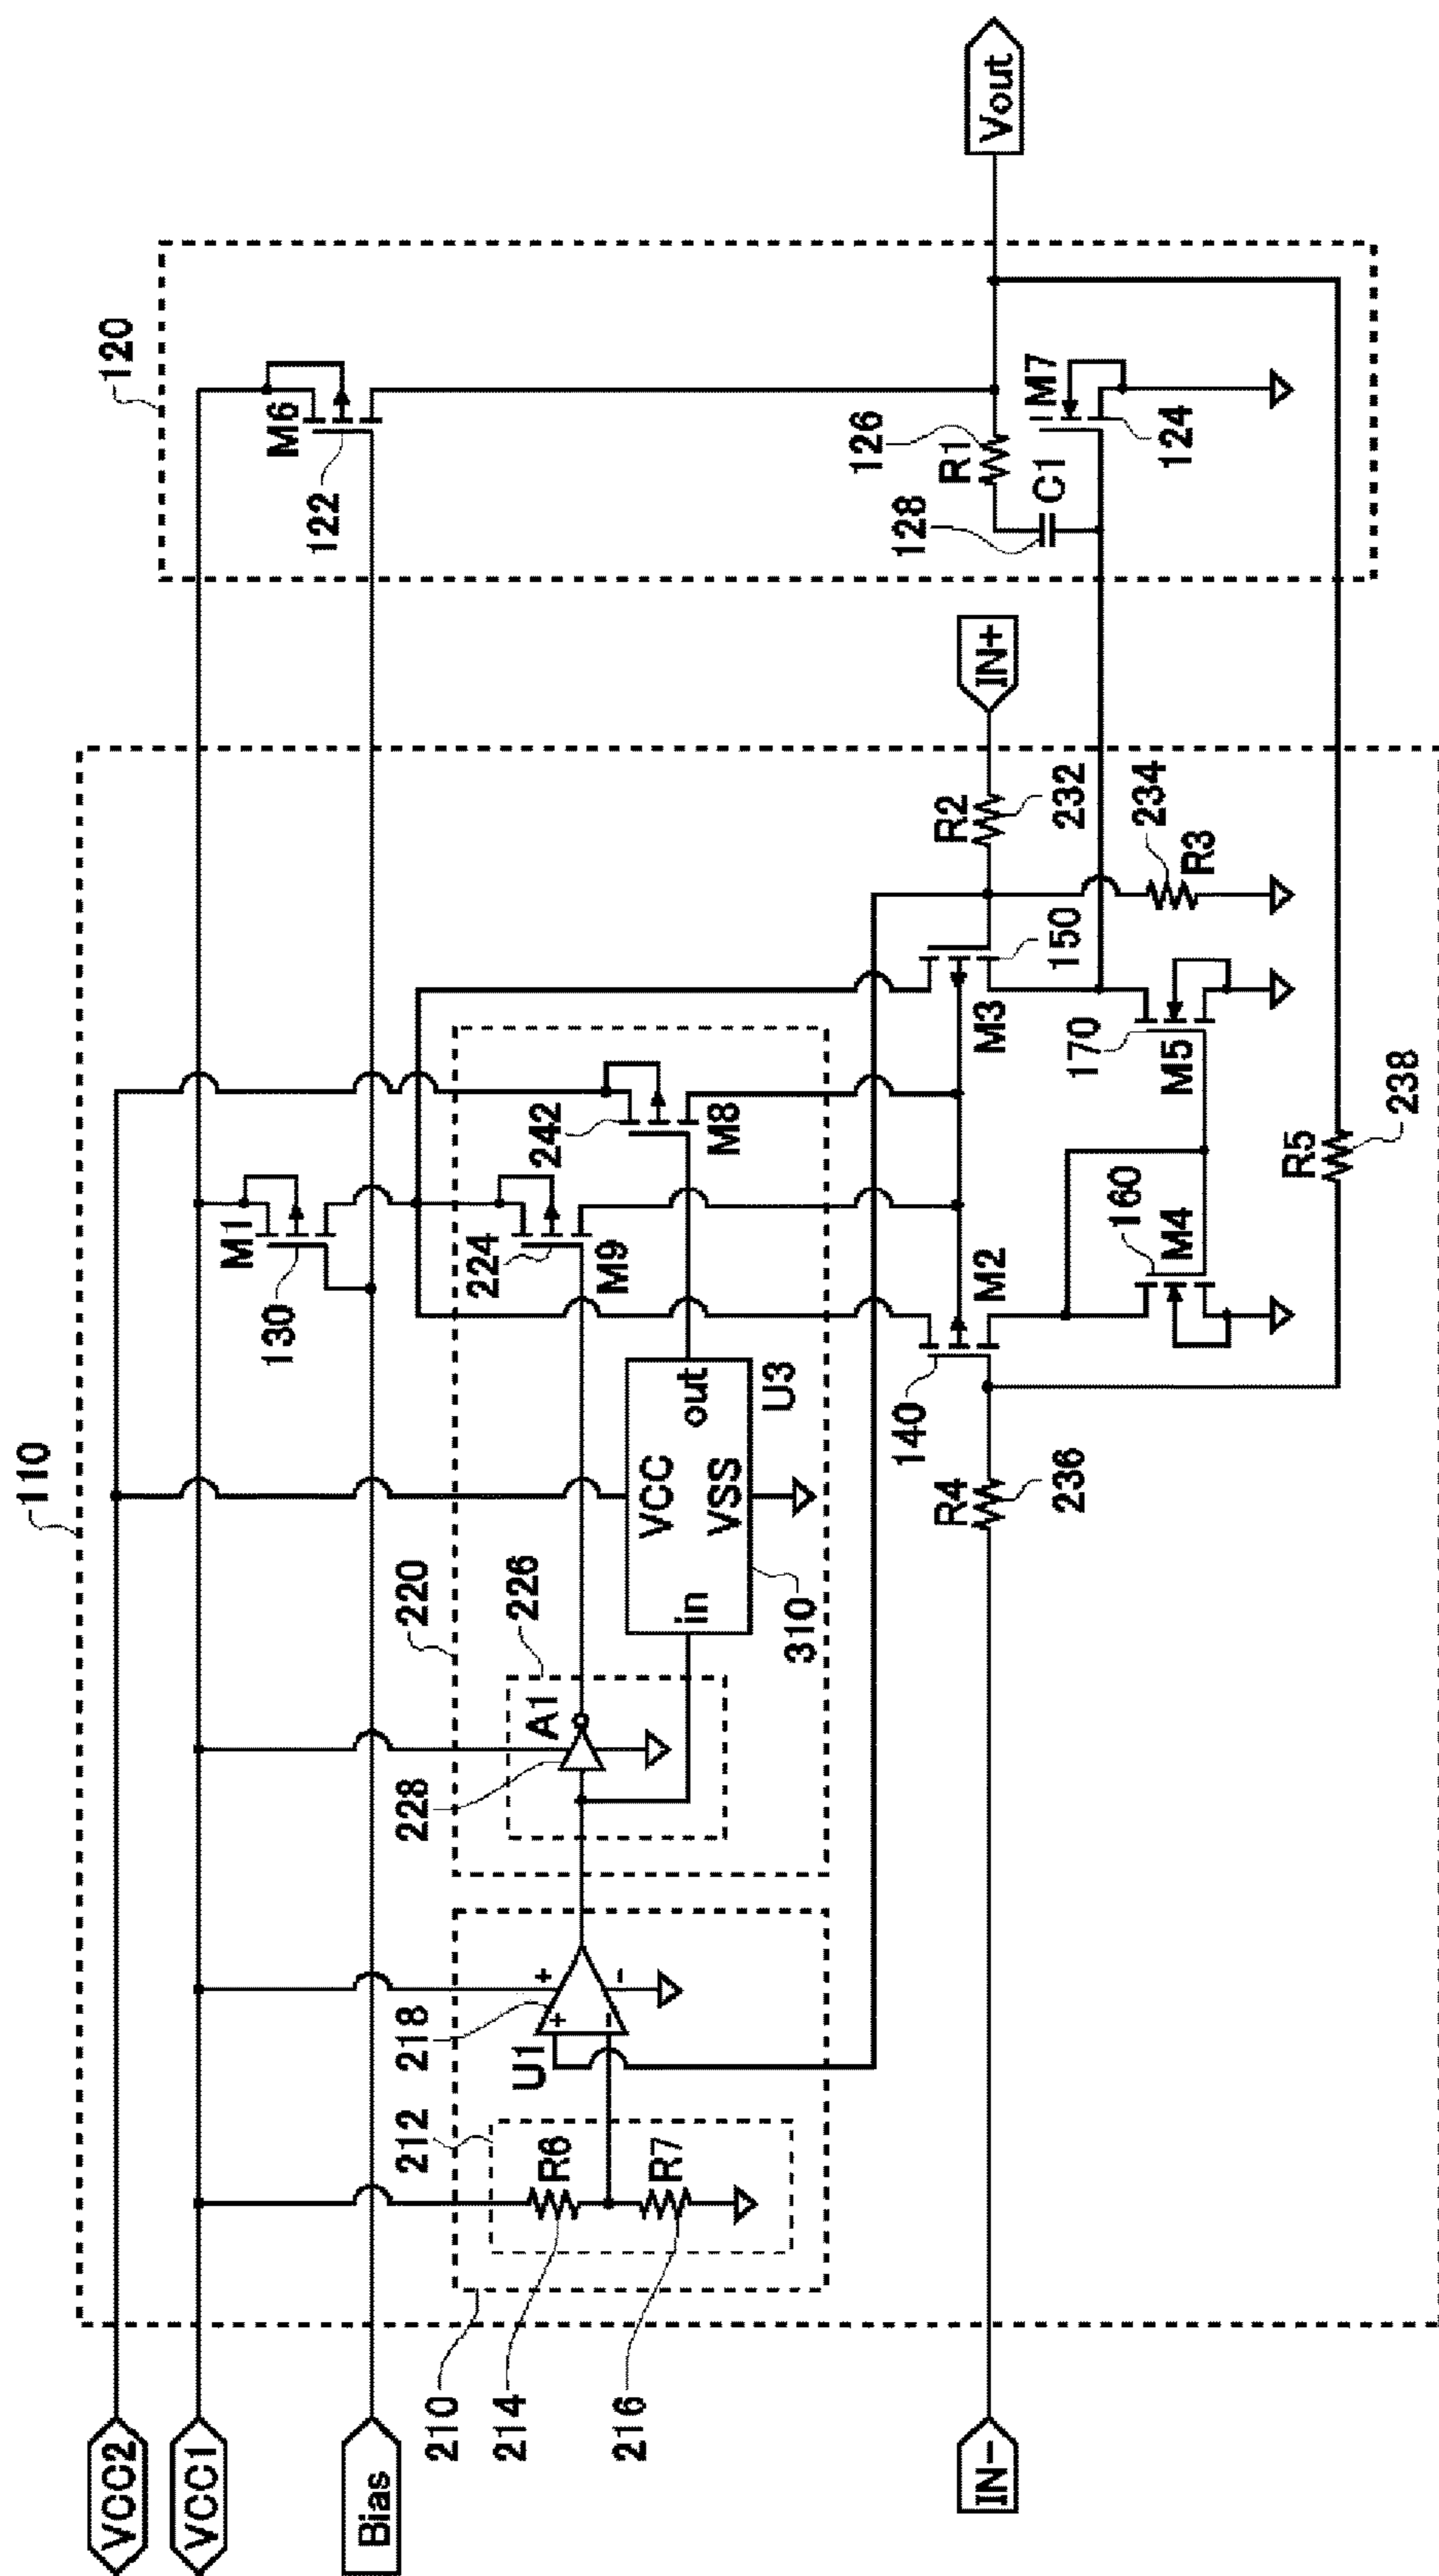 VCC2
VCC1
Bias
IN-
110
120
M1
130
M6
122
210
212
214
R6
216
R7
U1
218
+
-
+
-
220
226
228
A1
in
VCC
VSS
out
310
U3
224
M9
242
M8
140
M2
M3
150
R2
232
IN+
234
R3
R4
236
160
M4
170
M5
R5
238
126
R1
128
C1
M7
124
Vout